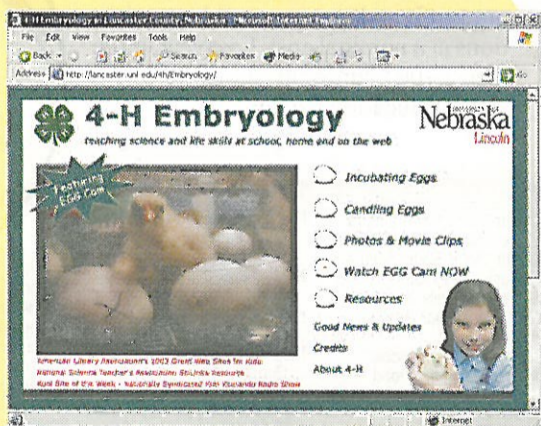 4-H Embryology in Lancaster County, Nebraska - Microsoft Internet Explorer
File Edit View Favorites Tools Help
Back Search Favorites Media
Address http://lancaster.unl.edu/4h/Embryology/ Go
4-H Embryology
teaching science and life skills at school, home and on the web
Nebraska
Lincoln
Featuring
EGG Cam
Incubating Eggs
Candling Eggs
Photos & Movie Clips
Watch EGG Cam NOW
Resources
Good News & Updates
Credits
About 4-H
American Library Association's 2003 Great Web Sites for Kids
National Science Teacher's Association SciLinks Resource
Kool Site of the Week - Nationally Syndicated Kim Komando Radio Show
Internet